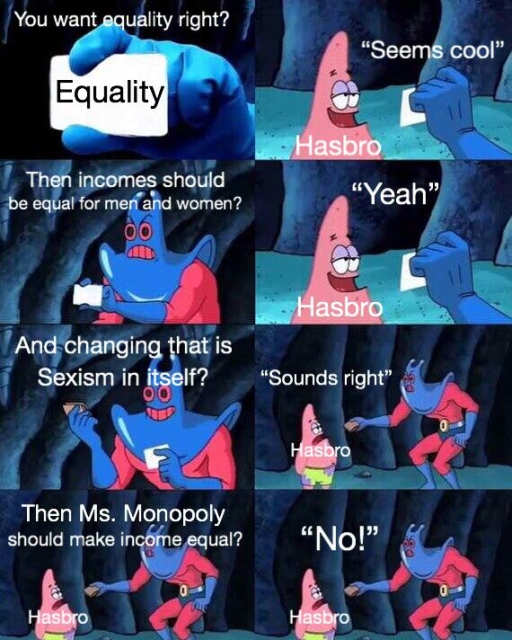 You want equality right?
Equality
“Seems cool”
Hasbro
Then incomes should
be equal for men and women?
“Yeah”
Hasbro
And changing that is
Sexism in itself?
“Sounds right”
Hasbro
Then Ms. Monopoly
should make income equal?
Hasbro
“No!”
Hasbro